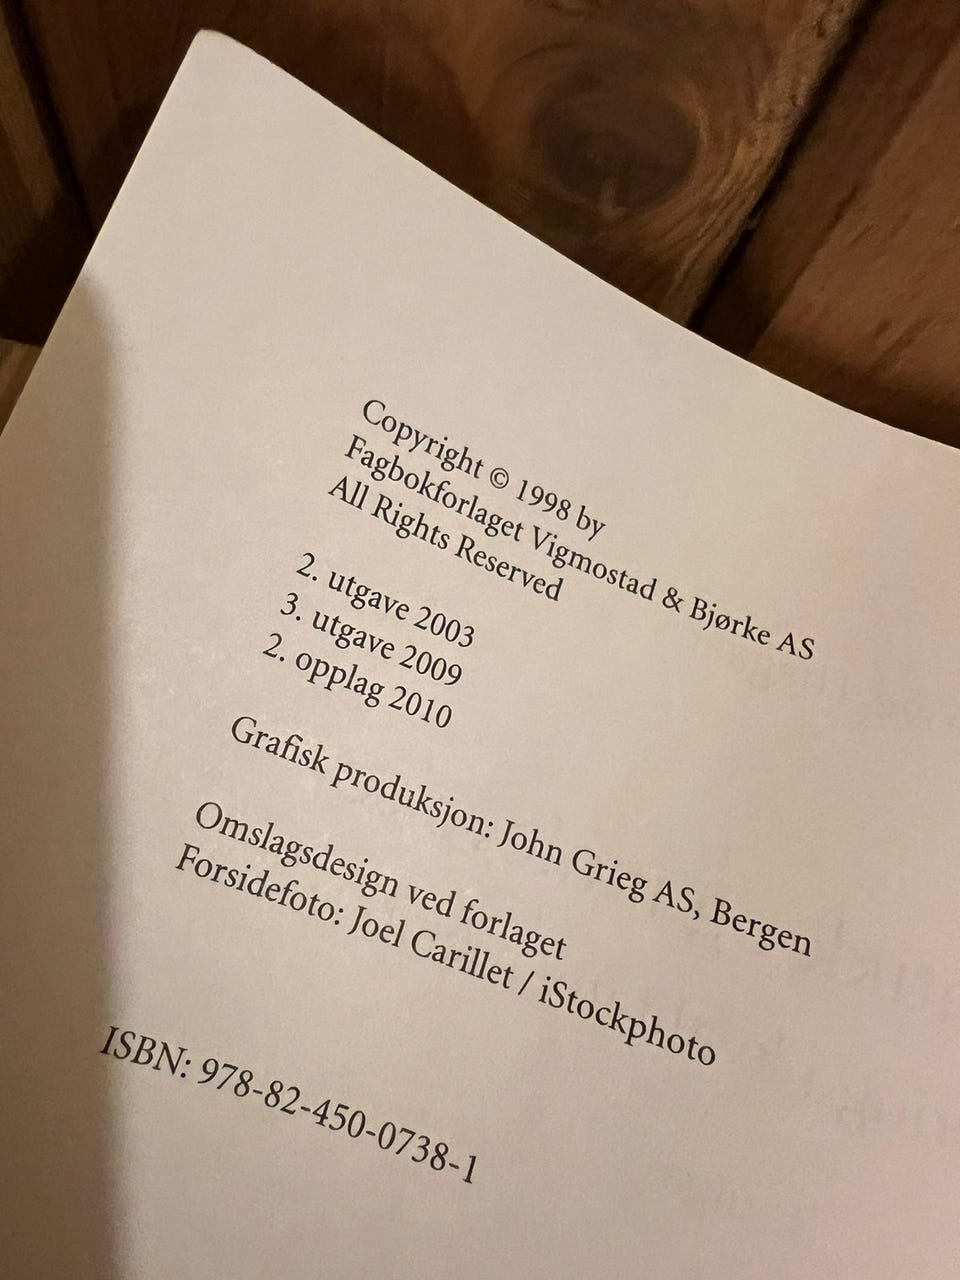 Copyright © 1998 by
Fagbokforlaget Vigmostad & Bjørke AS
All Rights Reserved
2. utgave 2003
3. utgave 2009
2. opplag 2010
Grafisk produksjon: John Grieg AS, Bergen
Omslagsdesign ved forlaget
Forsidefoto: Joel Carillet / iStockphoto
ISBN: 978-82-450-0738-1